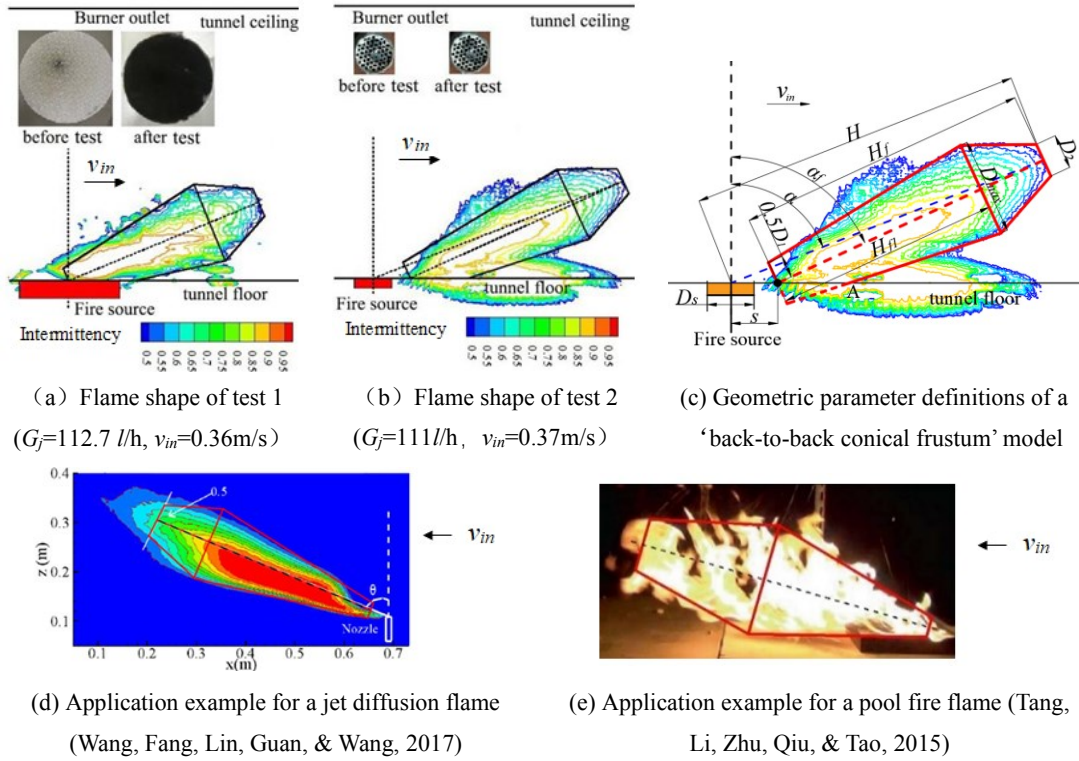 Burner outlet
tunnel ceiling
before test
after test
v_in
tunnel floor
Fire source
Intermittency
0.5
0.55
0.6
0.65
0.7
0.75
0.8
0.85
0.9
0.95
(a) Flame shape of test 1
(G_j=112.7 l/h, v_in=0.36m/s)
Burner outlet
tunnel ceiling
before test
after test
v_in
tunnel floor
Fire source
Intermittency
0.5
0.55
0.6
0.65
0.7
0.75
0.8
0.85
0.9
0.95
(b) Flame shape of test 2
(G_j=111l/h, v_in=0.37m/s)
v_in
H
H_f
D_2
α_f
α
D_max
0.5D_1
H_f1
A
tunnel floor
D_s
s
Fire source
(c) Geometric parameter definitions of a
‘back-to-back conical frustum’ model
0.4
0.3
0.2
0.1
z(m)
0.5
θ
Nozzle
0.1 0.2 0.3 0.4 0.5 0.6 0.7
x(m)
v_in
(d) Application example for a jet diffusion flame
(Wang, Fang, Lin, Guan, & Wang, 2017)
v_in
(e) Application example for a pool fire flame (Tang,
Li, Zhu, Qiu, & Tao, 2015)